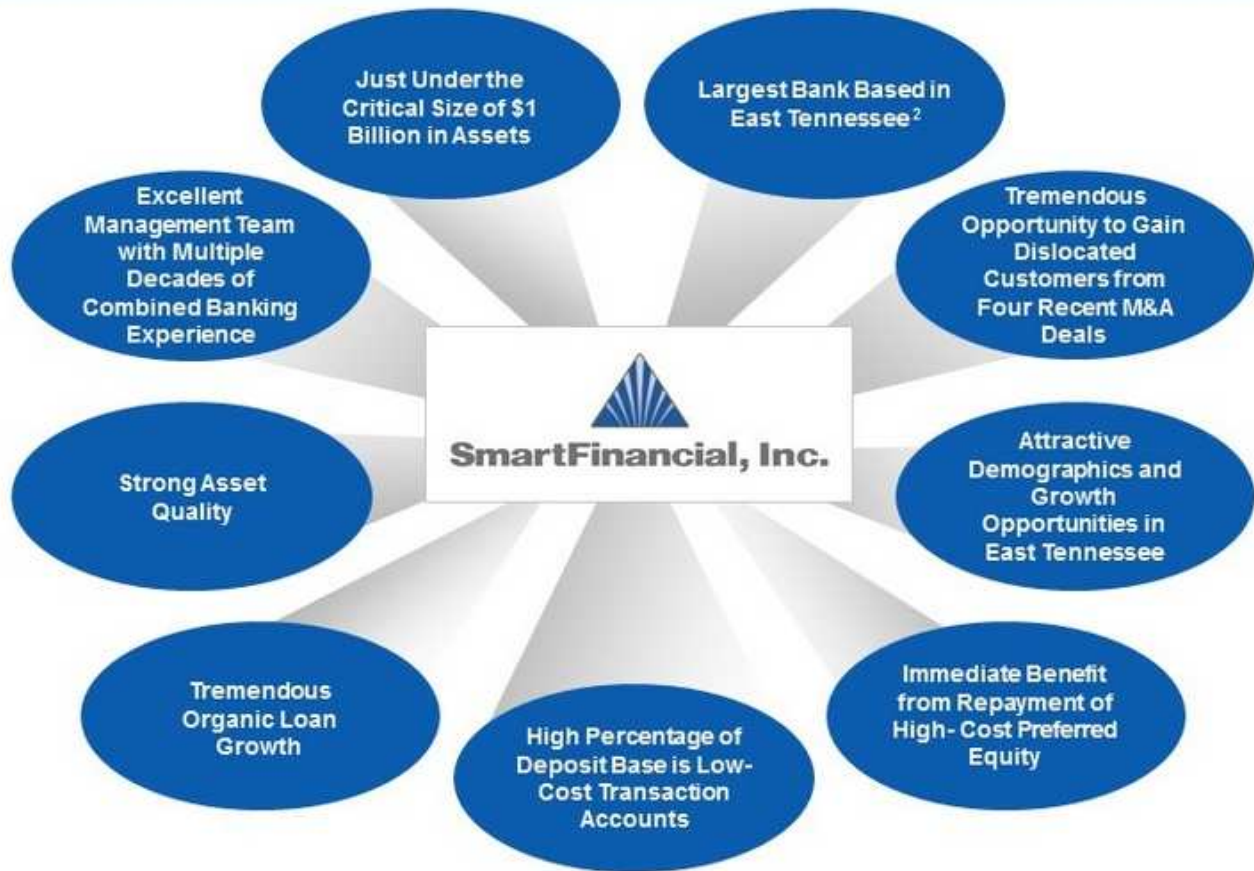 Just Under the
Critical Size of $1
Billion in Assets
Largest Bank Based in
East Tennessee²
Excellent
Management Team
with Multiple
Decades of
Combined Banking
Experience
Tremendous
Opportunity to Gain
Dislocated
Customers from
Four Recent M&A
Deals
SmartFinancial, Inc.
Strong Asset
Quality
Attractive
Demographics and
Growth
Opportunities in
East Tennessee
Tremendous
Organic Loan
Growth
High Percentage of
Deposit Base is Low-
Cost Transaction
Accounts
Immediate Benefit
from Repayment of
High- Cost Preferred
Equity